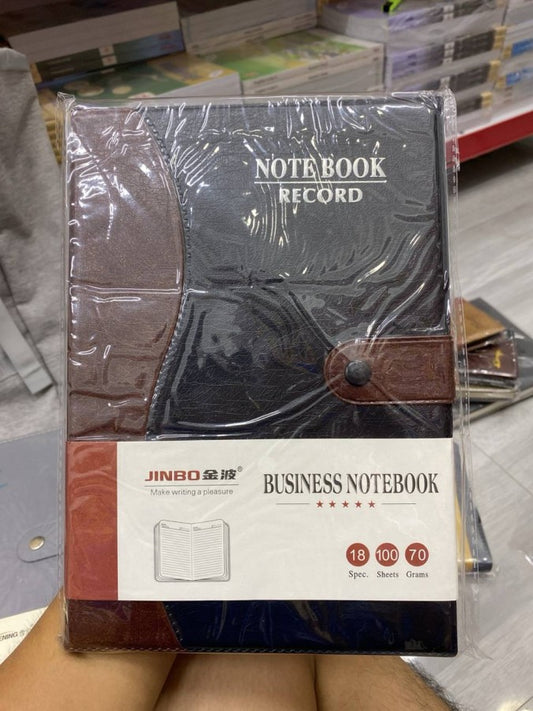 NOTE BOOK
RECORD
JINBO金波®
Make writing a pleasure
BUSINESS NOTEBOOK
18 100 70
Spec. Sheets Grams
ENING